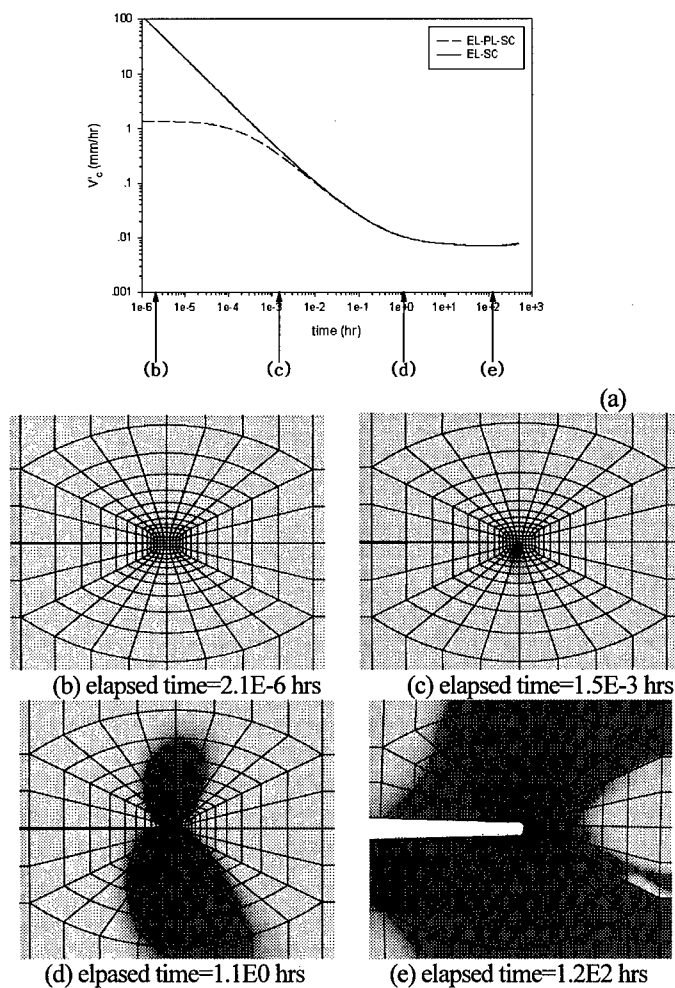 100
10
1
.1
.01
.001
V'c (mm/hr)
EL-PL-SC
EL-SC
1e-6 1e-5 1e-4 1e-3 1e-2 1e-1 1e+0 1e+1 1e+2 1e+3
time (hr)
(b) (c) (d) (e)
(a)
(b) elapsed time=2.1E-6 hrs
(c) elapsed time=1.5E-3 hrs
(d) elpased time=1.1E0 hrs
(e) elapsed time=1.2E2 hrs